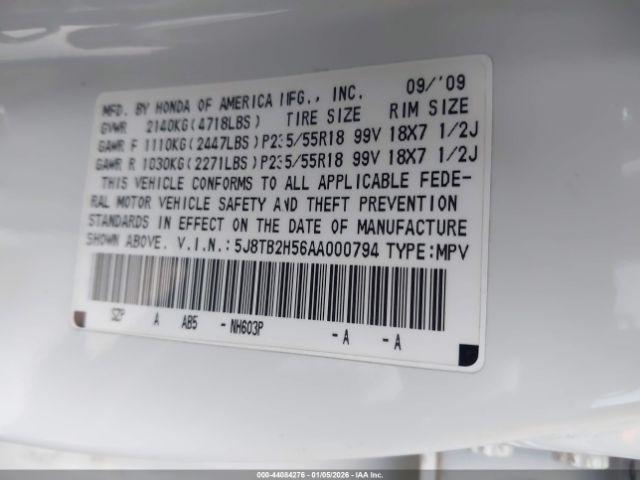 MFD. BY HONDA OF AMERICA MFG., INC. 09/'09
GVWR 2140KG(4718LBS) TIRE SIZE RIM SIZE
GAWR F 1110KG(2447LBS)P235/55R18 99V 18X7 1/2J
GAWR R 1030KG(2271LBS)P235/55R18 99V 18X7 1/2J
THIS VEHICLE CONFORMS TO ALL APPLICABLE FEDE-
RAL MOTOR VEHICLE SAFETY AND THEFT PREVENTION
STANDARDS IN EFFECT ON THE DATE OF MANUFACTURE
SHOWN ABOVE. V.I.N.:5J8TB2H56AA000794 TYPE:MPV
SZP A AB5 -NH603P -A -A
000-44084276 - 01/05/2026 - IAA Inc.